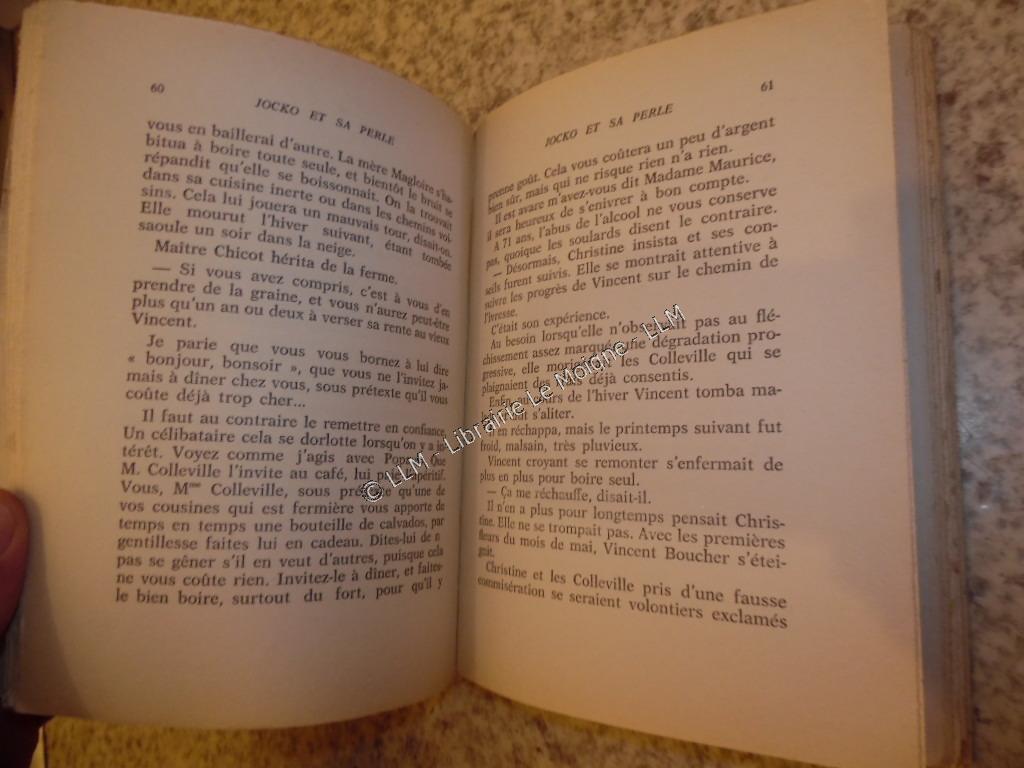 60
JOCKO ET SA PERLE
vous en baillerai d'autre. La mère Magloire s'ha-
bitua à boire toute seule, et bientôt le bruit se
répandit qu'elle se boissonnait. On la trouvait
dans sa cuisine inerte ou dans les chemins voi-
sins. Cela lui jouera un mauvais tour, disait-on.
Elle mourut l'hiver suivant, étant tombée
saoule un soir dans la neige.
Maître Chicot hérita de la ferme.
— Si vous avez compris, c'est à vous d'en
prendre de la graine, et vous n'aurez peut-être
plus qu'un an ou deux à verser sa rente au vieux
Vincent.
Je parie que vous vous bornez à lui dire
« bonjour, bonsoir », que vous ne l'invitez ja-
mais à dîner chez vous, sous prétexte qu'il vous
coûte déjà trop cher...
Il faut au contraire le remettre en confiance.
Un célibataire cela se dorlotte lorsqu'on y a in-
térêt. Voyez comme j'agis avec Que
M. Colleville l'invite au café, lui l'apéritif.
Vous, Mme Colleville, sous prétexte qu'une de
vos cousines qui est fermière vous apporte de
temps en temps une bouteille de calvados, par
gentillesse faites lui en cadeau. Dites-lui de n
pas se gêner s'il en veut d'autres, puisque cela
ne vous coûte rien. Invitez-le à dîner, et faites-
le bien boire, surtout du fort, pour qu'il y
61
JOCKO ET SA PERLE
prenne goût. Cela vous coûtera un peu d'argent
bien sûr, mais qui ne risque rien n'a rien.
Il est avare m'avez-vous dit Madame Maurice,
il sera heureux de s'enivrer à bon compte.
A 71 ans, l'abus de l'alcool ne vous conserve
pas, quoique les soulards disent le contraire.
— Désormais, Christine insista et ses con-
seils furent suivis. Elle se montrait attentive à
suivre les progrès de Vincent sur le chemin de
l'ivresse.
C'était son expérience.
Au besoin lorsqu'elle n'observait pas au flé-
chissement assez marqué une dégradation pro-
gressive, elle les Colleville qui se
plaignaient des déjà consentis.
Enfin au cours de l'hiver Vincent tomba ma-
s'aliter.
Il en réchappa, mais le printemps suivant fut
froid, malsain, très pluvieux.
Vincent croyant se remonter s'enfermait de
plus en plus pour boire seul.
— Ça me réchauffe, disait-il.
Il n'en a plus pour longtemps pensait Chris-
tine. Elle ne se trompait pas. Avec les premières
fleurs du mois de mai, Vincent Boucher s'étei-
gnit.
Christine et les Colleville pris d'une fausse
commisération se seraient volontiers exclamés
© LLM - Librairie Le Moigne - LLM